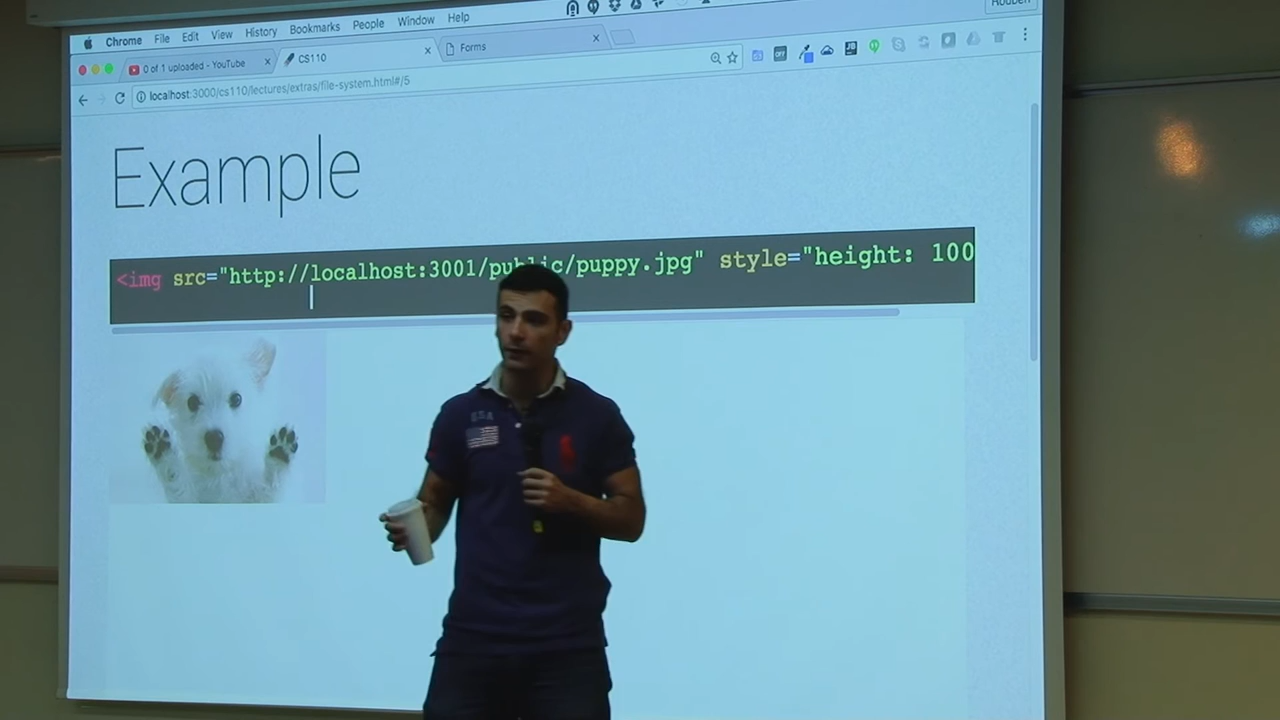 Chrome File Edit View History Bookmarks People Window Help
0 of 1 uploaded - YouTube
CS110
Forms
localhost:3000/cs110/lectures/extras/file-system.html#/5
Example
<img src="http://localhost:3001/public/puppy.jpg" style="height: 100
USA